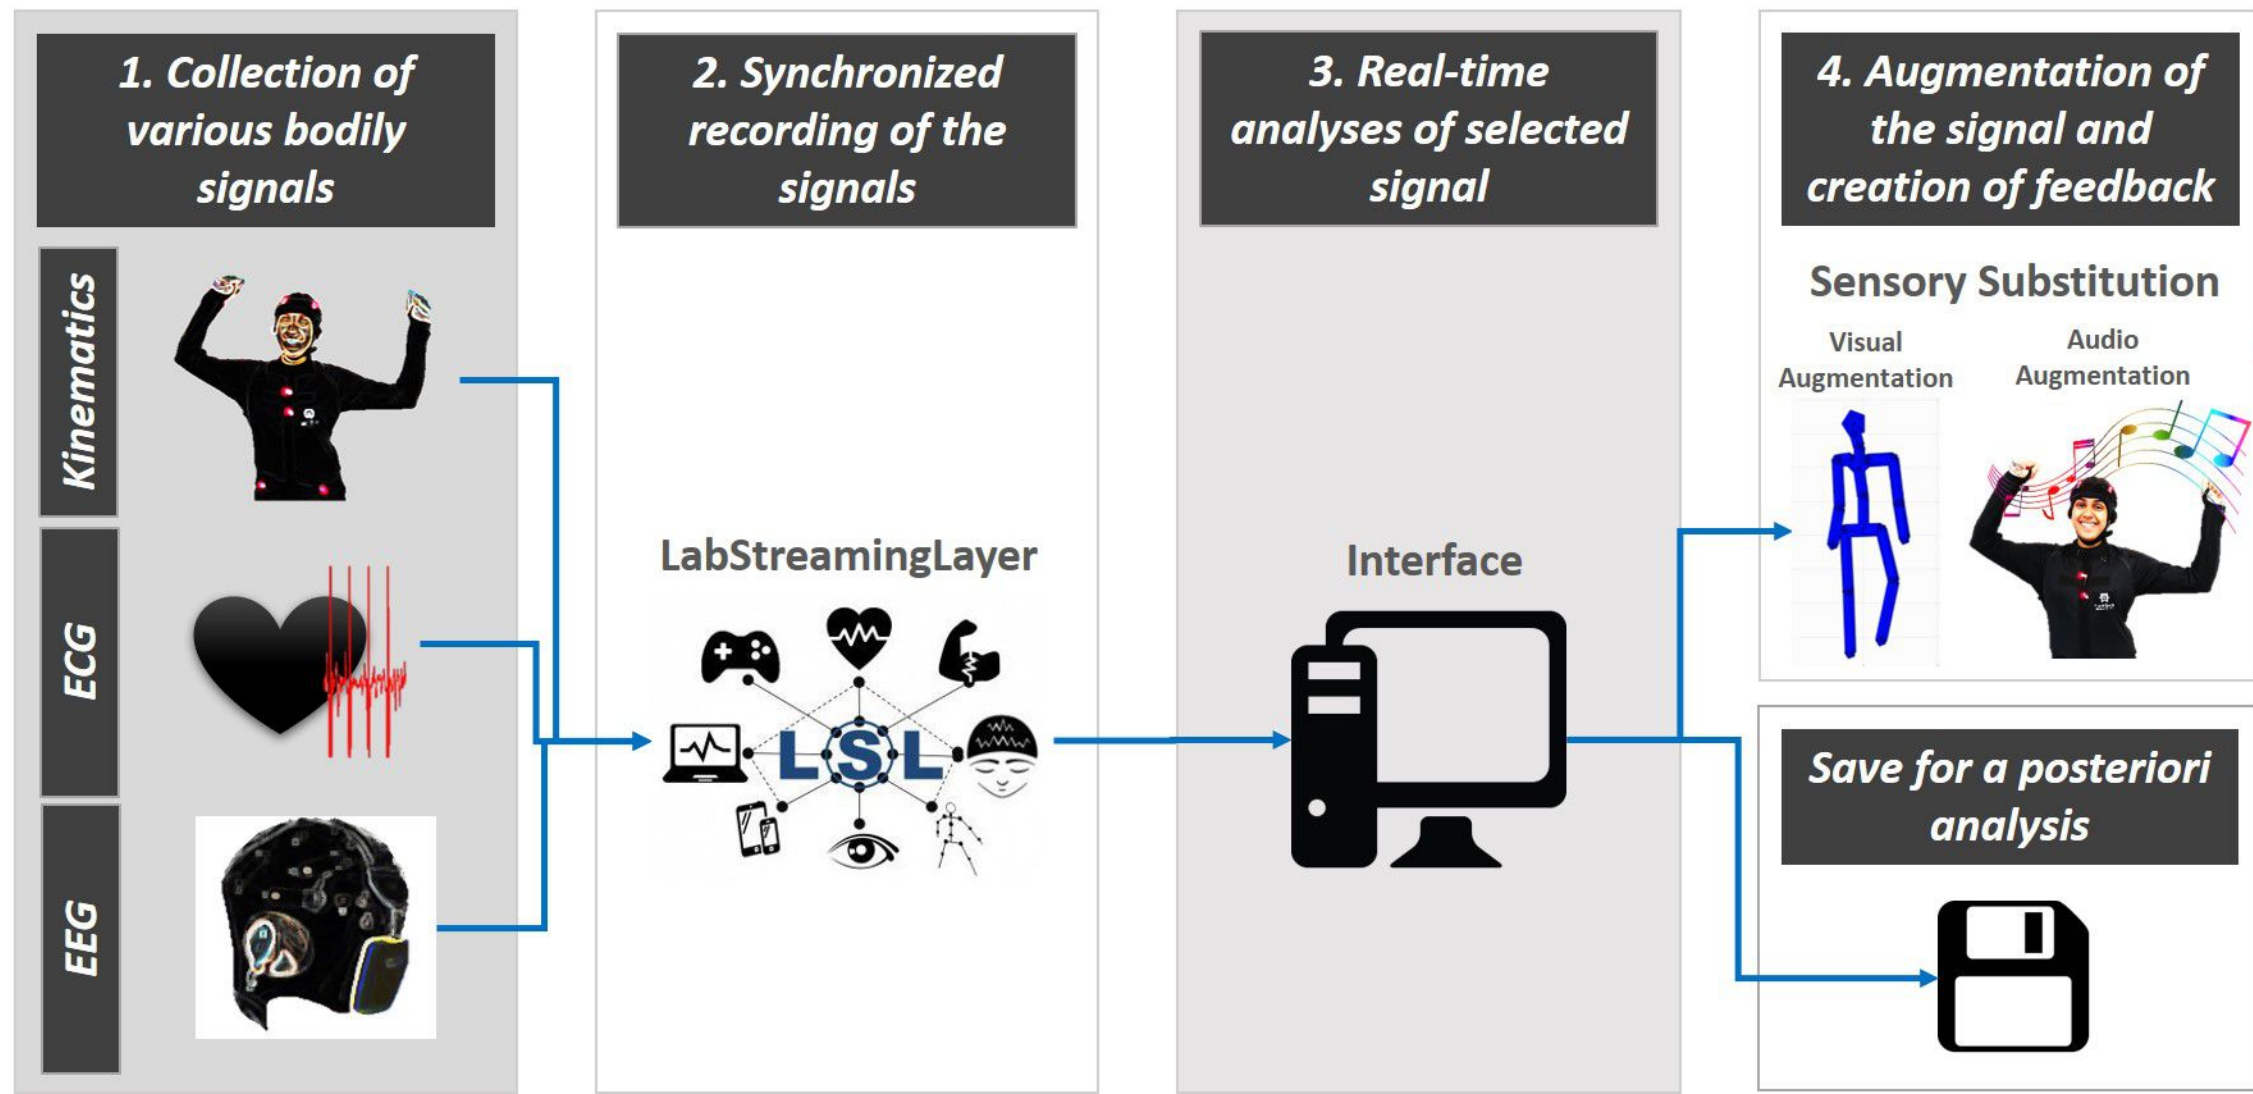 1. Collection of
various bodily
signals
Kinematics
ECG
EEG
2. Synchronized
recording of the
signals
LabStreamingLayer
LSL
3. Real-time
analyses of selected
signal
Interface
4. Augmentation of
the signal and
creation of feedback
Sensory Substitution
Visual
Augmentation
Audio
Augmentation
Save for a posteriori
analysis